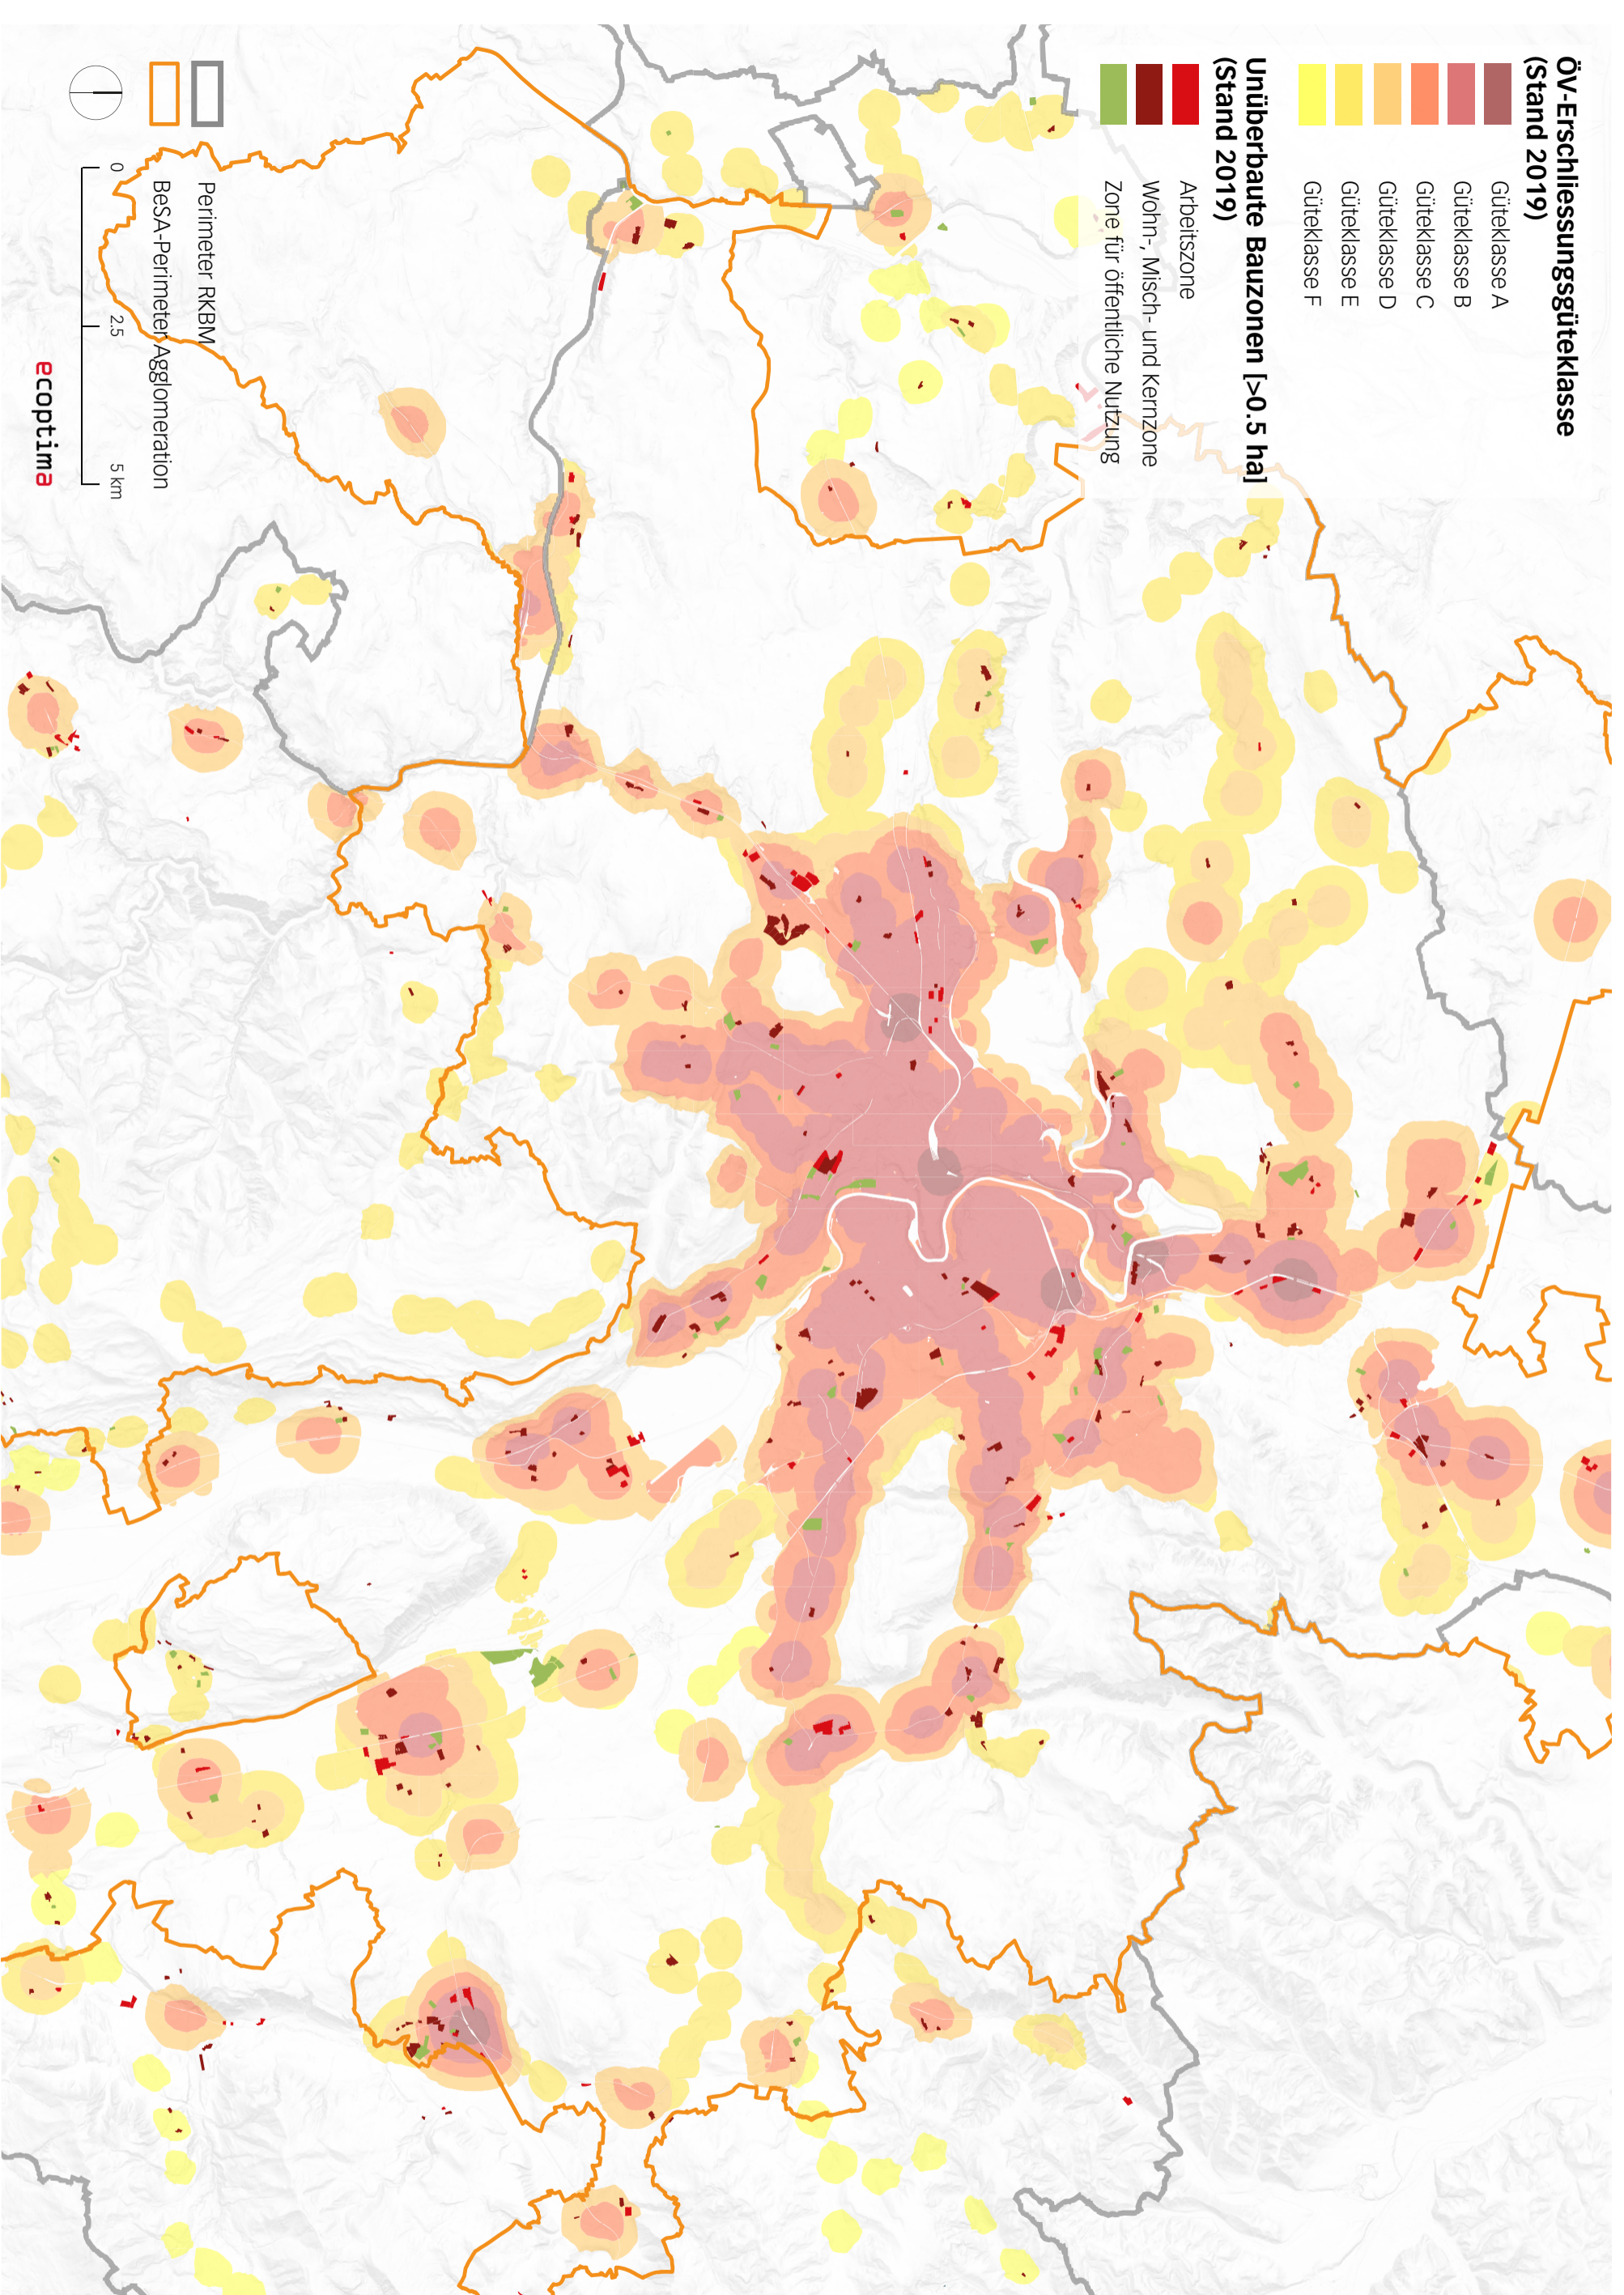 ÖV-Erschliessungsgüteklasse
(Stand 2019)
Güteklasse A
Güteklasse B
Güteklasse C
Güteklasse D
Güteklasse E
Güteklasse F
Unüberbaute Bauzonen [>0.5 ha]
(Stand 2019)
Arbeitszone
Wohn-, Misch- und Kernzone
Zone für öffentliche Nutzung
Perimeter RKBM
BeSA-Perimeter Agglomeration
0 2.5 5 km
ecoptima